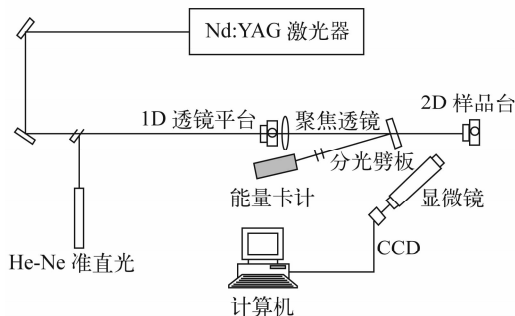 Nd:YAG 激光器
1D 透镜平台
聚焦透镜
2D 样品台
分光劈板
能量卡计
显微镜
He-Ne 准直光
CCD
计算机